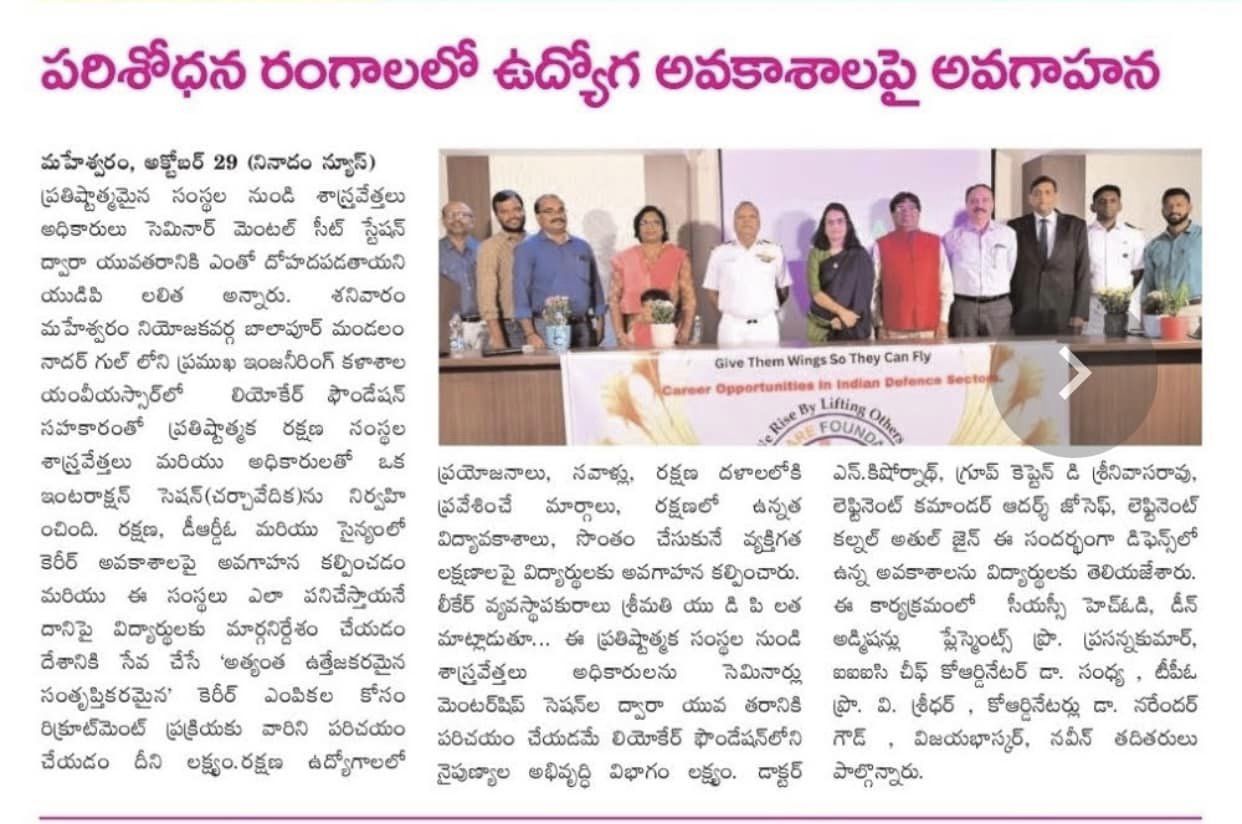 పరిశోధన రంగాలలో ఉద్యోగ అవకాశాలపై అవగాహన
మహేశ్వరం, అక్టోబర్ 29 (నినాదం న్యూస్)
ప్రతిష్టాత్మమైన సంస్థల నుండి శాస్త్రవేత్తలు
అధికారులు సెమినార్ మెంటల్ సీట్ స్టేషన్
ద్వారా యువతరానికి ఎంతో దోహదపడతాయని
యుడిపి లలిత అన్నారు. శనివారం
మహేశ్వరం నియోజకవర్గ బాలాపూర్ మండలం
నాదర్ గుల్ లోని ప్రముఖ ఇంజనీరింగ్ కళాశాల
యంవీయస్సార్‌లో లియోకేర్ ఫౌండేషన్
సహకారంతో ప్రతిష్టాత్మక రక్షణ సంస్థల
శాస్త్రవేత్తలు మరియు అధికారులతో ఒక
ఇంటరాక్షన్ సెషన్(చర్చావేదిక)ను నిర్వహి
ంచింది. రక్షణ, డీఆర్డీఓ మరియు సైన్యంలో
కెరీర్ అవకాశాలపై అవగాహన కల్పించడం
మరియు ఈ సంస్థలు ఎలా పనిచేస్తాయనే
దానిపై విద్యార్థులకు మార్గనిర్దేశం చేయడం
దేశానికి సేవ చేసే 'అత్యంత ఉత్తేజకరమైన
సంతృప్తికరమైన' కెరీర్ ఎంపికల కోసం
రిక్రూట్‌మెంట్ ప్రక్రియకు వారిని పరిచయం
చేయడం దీని లక్ష్యం.రక్షణ ఉద్యోగాలలో
Give Them Wings So They Can Fly
Career Opportunities in Indian Defence Sectors.
Rise By Lifting Others
ప్రయోజనాలు, సవాళ్లు, రక్షణ దళాలలోకి
ప్రవేశించే మార్గాలు, రక్షణలో ఉన్నత
విద్యావకాశాలు, సొంతం చేసుకునే వ్యక్తిగత
లక్షణాలపై విద్యార్థులకు అవగాహన కల్పించారు.
లీకేర్ వ్యవస్థాపకురాలు శ్రీమతి యు డి పి లత
మాట్లాడుతూ... ఈ ప్రతిష్టాత్మక సంస్థల నుండి
శాస్త్రవేత్తలు అధికారులను సెమినార్లు
మెంటర్‌షిప్ సెషన్‌ల ద్వారా యువ తరానికి
పరిచయం చేయడమే లియోకేర్ ఫౌండేషన్‌లోని
నైపుణ్యాల అభివృద్ధి విభాగం లక్ష్యం. డాక్టర్
ఎన్.కిషోర్నాథ్, గ్రూప్ కెప్టెన్ డి శ్రీనివాసరావు,
లెఫ్టినెంట్ కమాండర్ ఆదర్శ్ జోసెఫ్, లెఫ్టినెంట్
కల్నల్ అతుల్ జైన్ ఈ సందర్భంగా డిఫెన్స్‌లో
ఉన్న అవకాశాలను విద్యార్థులకు తెలియజేశారు.
ఈ కార్యక్రమంలో సీయస్సీ హెచ్ఓడి, డీన్
అడ్మిషన్లు ప్లేస్మెంట్స్ ప్రొ. ప్రసన్నకుమార్,
ఐఐఐసి చీఫ్ కోఆర్డినేటర్ డా. సంధ్య , టీపీఓ
ప్రొ. వి. శ్రీధర్ , కోఆర్డినేటర్లు డా. నరేందర్
గౌడ్ , విజయభాస్కర్, నవీన్ తదితరులు
పాల్గొన్నారు.